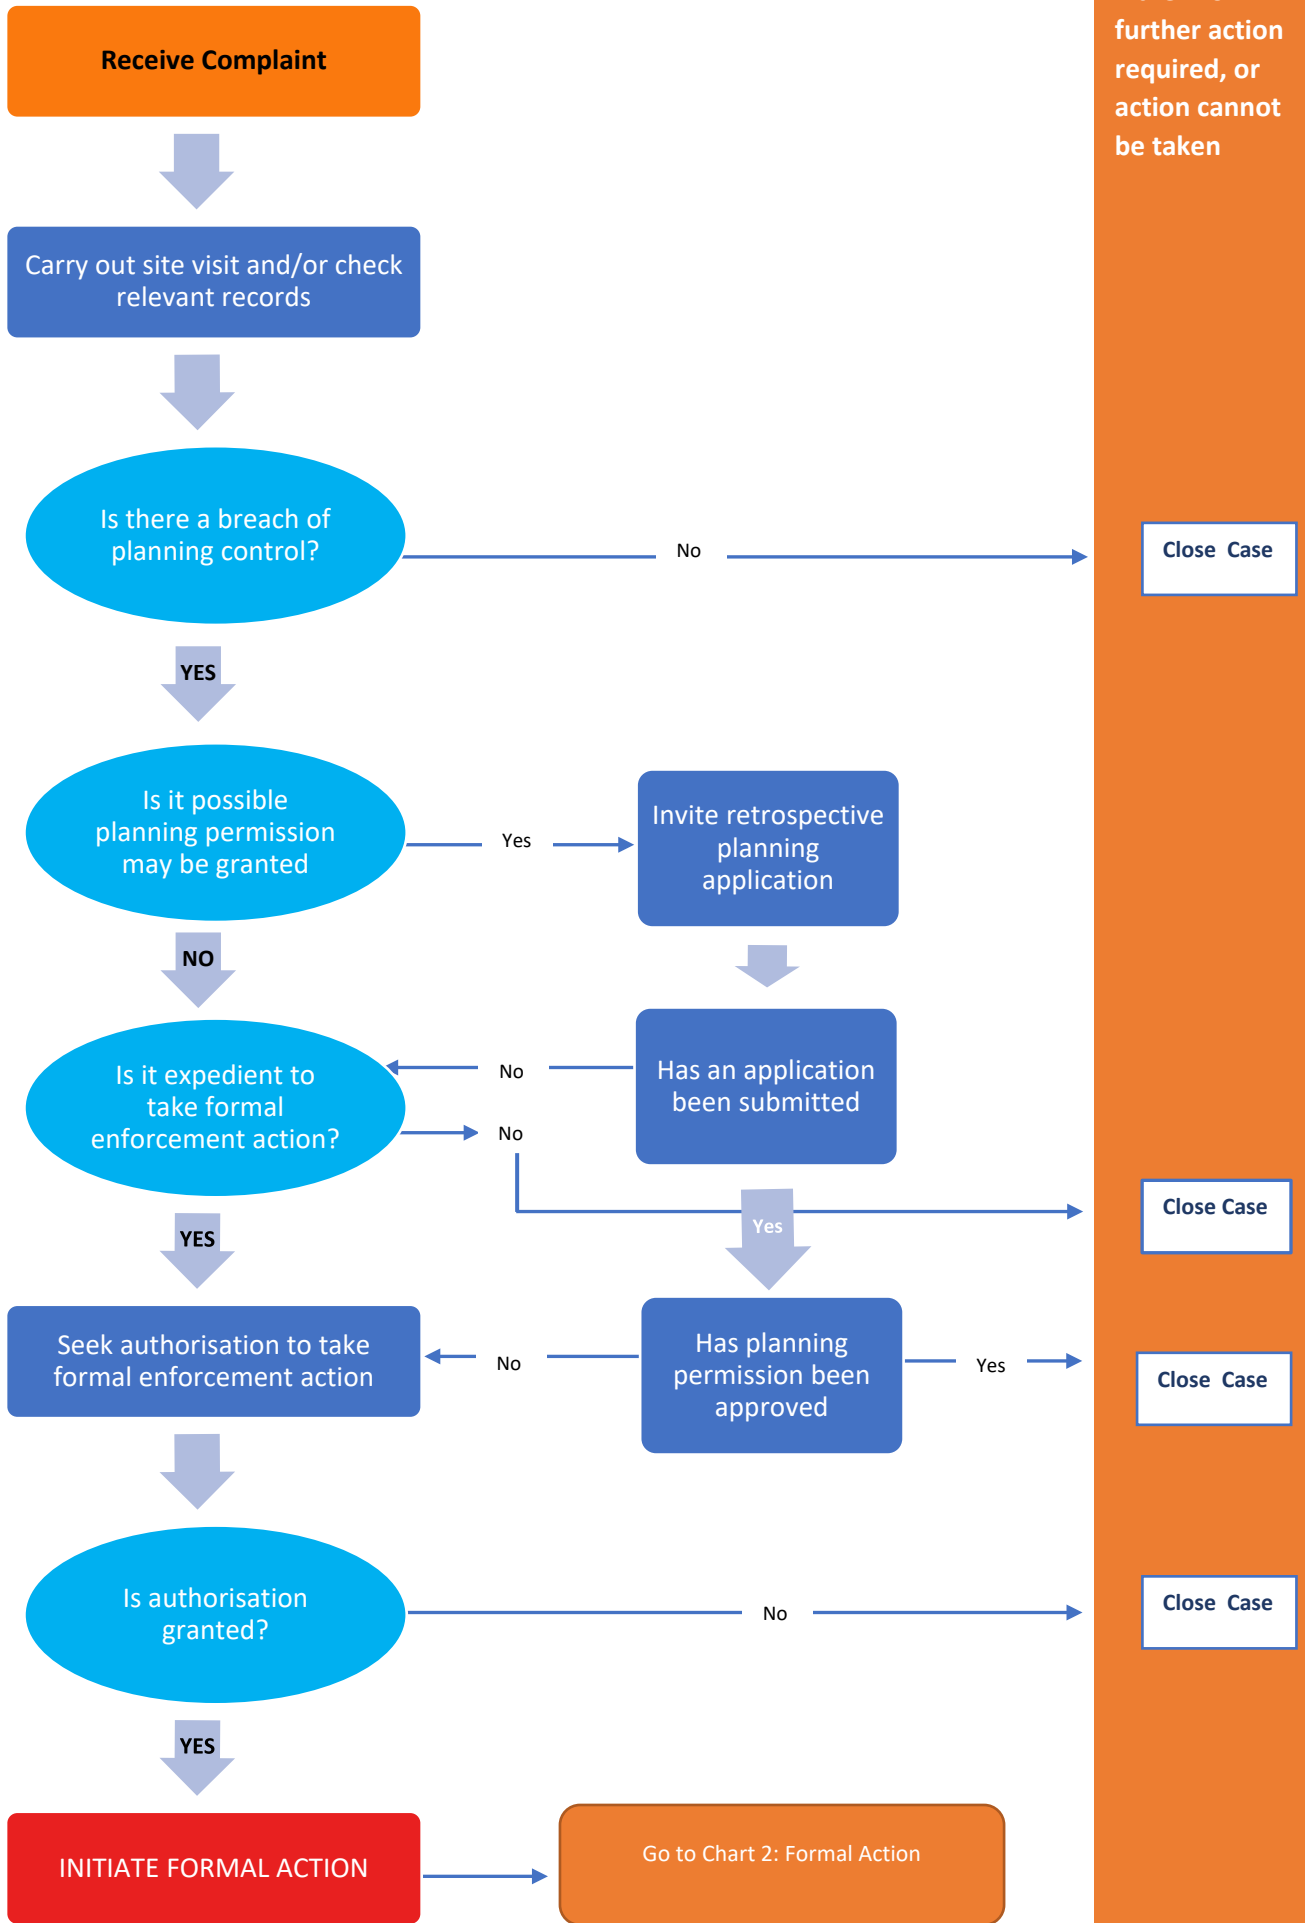 further action
required, or
action cannot
be taken
Receive Complaint
Carry out site visit and/or check
relevant records
Is there a breach of
planning control?
No
Close Case
YES
Is it possible
planning permission
may be granted
Yes
Invite retrospective
planning
application
NO
Is it expedient to
take formal
enforcement action?
No
Has an application
been submitted
No
Close Case
YES
Yes
Seek authorisation to take
formal enforcement action
No
Has planning
permission been
approved
Yes
Close Case
Is authorisation
granted?
No
Close Case
YES
INITIATE FORMAL ACTION
Go to Chart 2: Formal Action